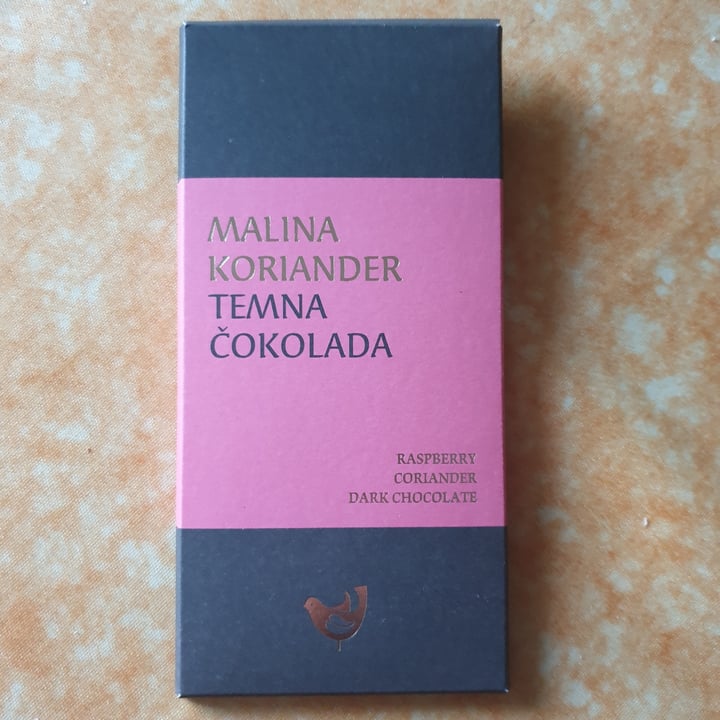 MALINA
KORIANDER
TEMNA
ČOKOLADA
RASPBERRY
CORIANDER
DARK CHOCOLATE